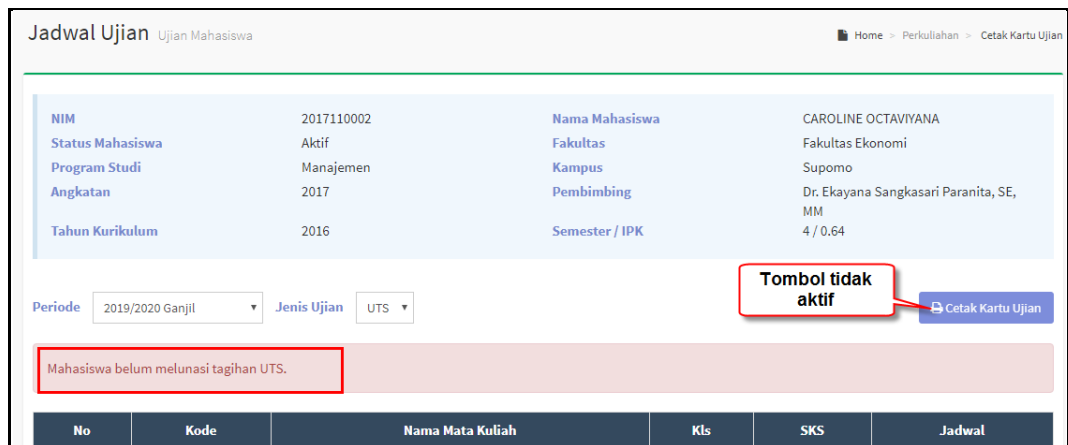 Jadwal Ujian Ujian Mahasiswa
Home > Perkuliahan > Cetak Kartu Ujian
NIM 2017110002 Nama Mahasiswa CAROLINE OCTAVIYANA
Status Mahasiswa Aktif Fakultas Fakultas Ekonomi
Program Studi Manajemen Kampus Supomo
Angkatan 2017 Pembimbing Dr. Ekayana Sangkasari Paranita, SE,
MM
Tahun Kurikulum 2016 Semester / IPK 4 / 0.64
Tombol tidak
aktif
Periode 2019/2020 Ganjil Jenis Ujian UTS Cetak Kartu Ujian
Mahasiswa belum melunasi tagihan UTS.
No Kode Nama Mata Kuliah Kls SKS Jadwal